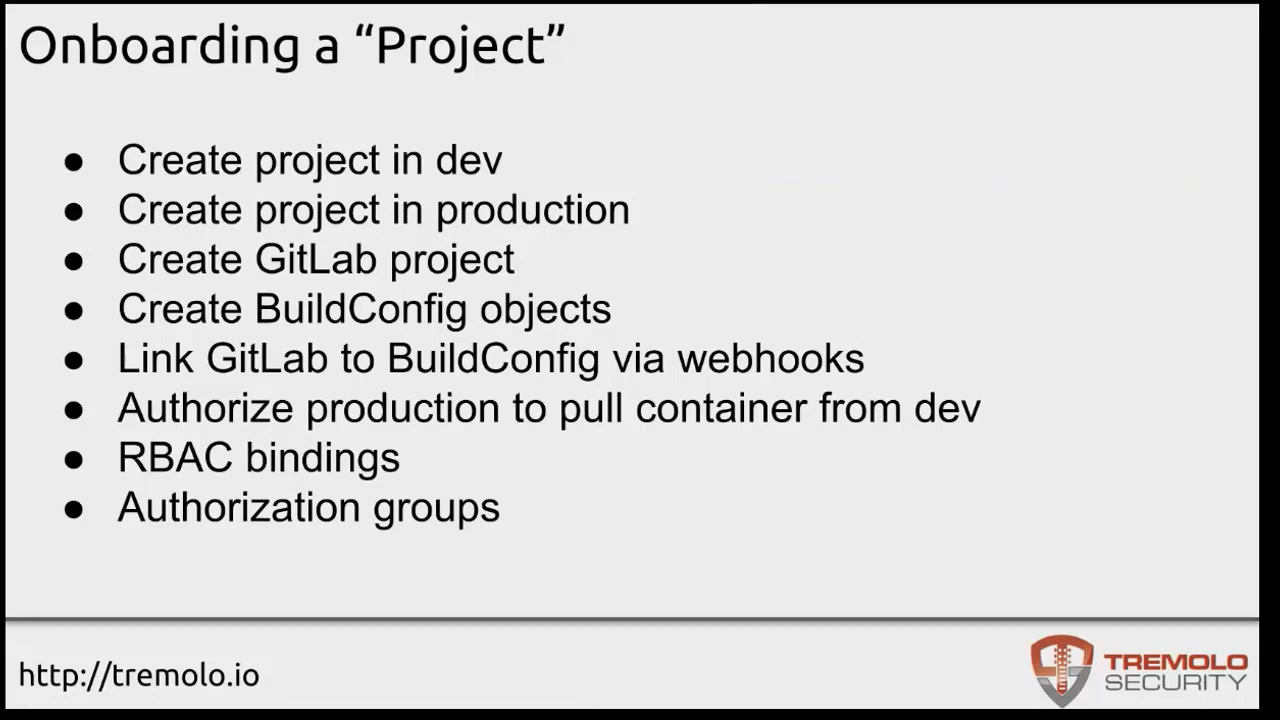 Onboarding a “Project”
● Create project in dev
● Create project in production
● Create GitLab project
● Create BuildConfig objects
● Link GitLab to BuildConfig via webhooks
● Authorize production to pull container from dev
● RBAC bindings
● Authorization groups
http://tremolo.io
TREMOLO
SECURITY